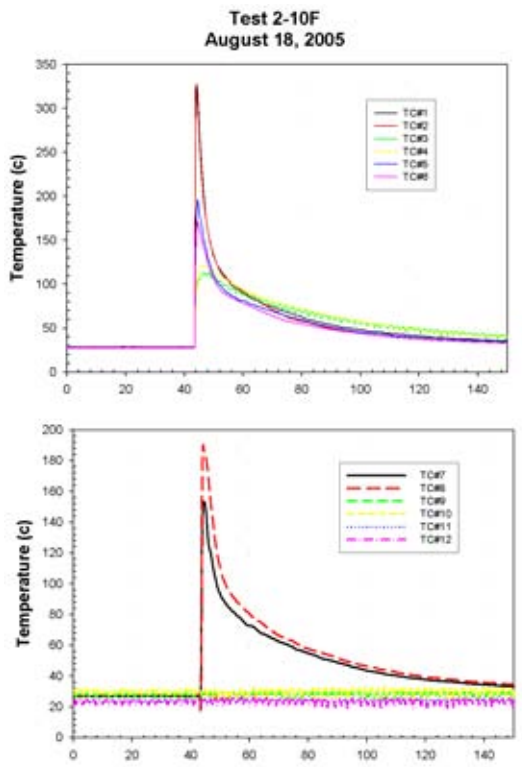 Test 2-10F
August 18, 2005
350
300
250
200
150
100
50
0
Temperature (c)
TC#1
TC#2
TC#3
TC#4
TC#5
TC#6
0 20 40 60 80 100 120 140
200
180
160
140
120
100
80
60
40
20
0
Temperature (c)
TC#7
TC#8
TC#9
TC#10
TC#11
TC#12
0 20 40 60 80 100 120 140